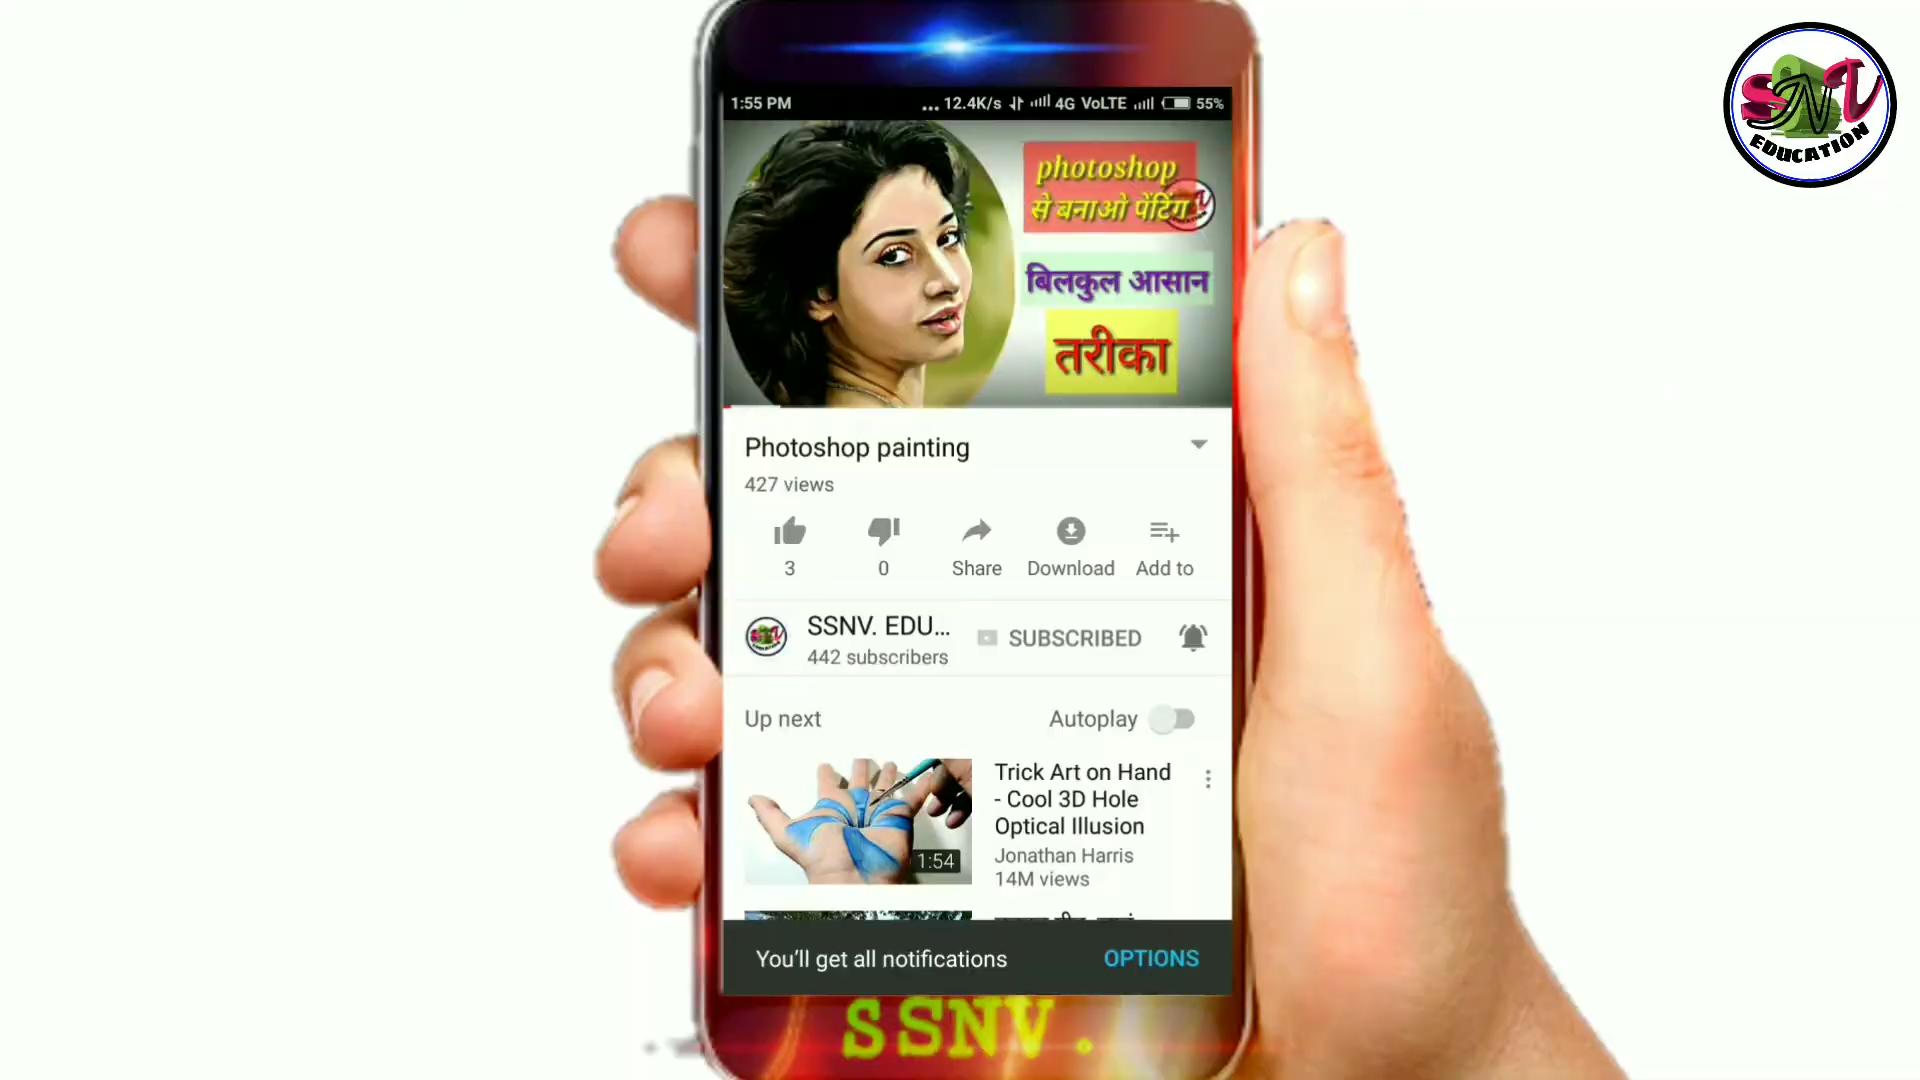 SNV
EDUCATION
1:55 PM
... 12.4K/s 4G VoLTE 55%
photoshop
से बनाओ पेंटिंग
बिलकुल आसान
तरीका
Photoshop painting
427 views
3
0
Share
Download
Add to
SSNV. EDU...
442 subscribers
SUBSCRIBED
Up next
Autoplay
1:54
Trick Art on Hand
- Cool 3D Hole
Optical Illusion
Jonathan Harris
14M views
You'll get all notifications
OPTIONS
SSNV.